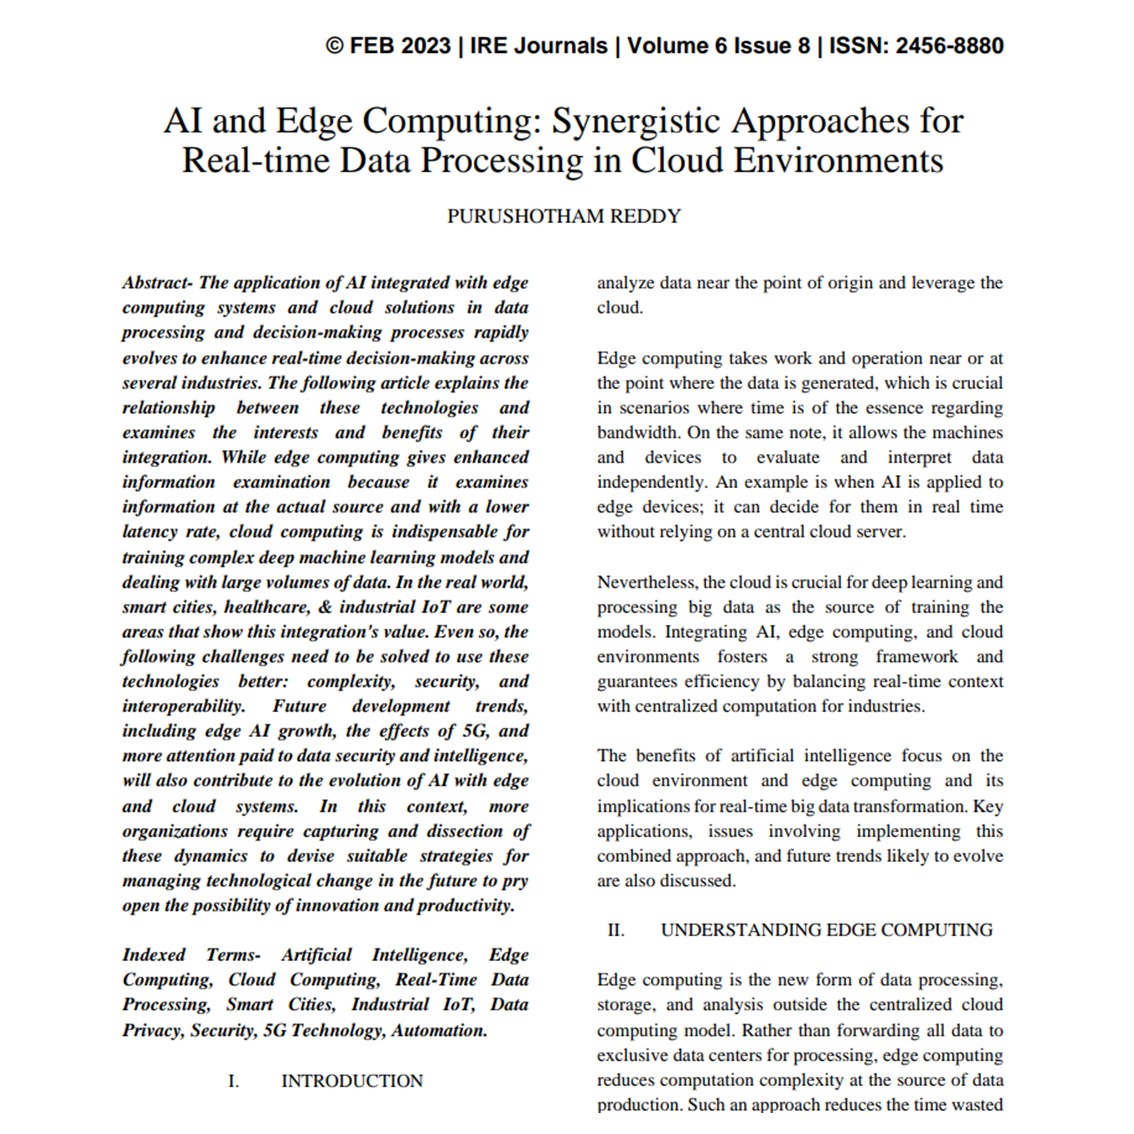 © FEB 2023 | IRE Journals | Volume 6 Issue 8 | ISSN: 2456-8880
AI and Edge Computing: Synergistic Approaches for
Real-time Data Processing in Cloud Environments
PURUSHOTHAM REDDY
Abstract- The application of AI integrated with edge
computing systems and cloud solutions in data
processing and decision-making processes rapidly
evolves to enhance real-time decision-making across
several industries. The following article explains the
relationship between these technologies and
examines the interests and benefits of their
integration. While edge computing gives enhanced
information examination because it examines
information at the actual source and with a lower
latency rate, cloud computing is indispensable for
training complex deep machine learning models and
dealing with large volumes of data. In the real world,
smart cities, healthcare, & industrial IoT are some
areas that show this integration's value. Even so, the
following challenges need to be solved to use these
technologies better: complexity, security, and
interoperability. Future development trends,
including edge AI growth, the effects of 5G, and
more attention paid to data security and intelligence,
will also contribute to the evolution of AI with edge
and cloud systems. In this context, more
organizations require capturing and dissection of
these dynamics to devise suitable strategies for
managing technological change in the future to pry
open the possibility of innovation and productivity.
Indexed Terms- Artificial Intelligence, Edge
Computing, Cloud Computing, Real-Time Data
Processing, Smart Cities, Industrial IoT, Data
Privacy, Security, 5G Technology, Automation.
I. INTRODUCTION
analyze data near the point of origin and leverage the
cloud.
Edge computing takes work and operation near or at
the point where the data is generated, which is crucial
in scenarios where time is of the essence regarding
bandwidth. On the same note, it allows the machines
and devices to evaluate and interpret data
independently. An example is when AI is applied to
edge devices; it can decide for them in real time
without relying on a central cloud server.
Nevertheless, the cloud is crucial for deep learning and
processing big data as the source of training the
models. Integrating AI, edge computing, and cloud
environments fosters a strong framework and
guarantees efficiency by balancing real-time context
with centralized computation for industries.
The benefits of artificial intelligence focus on the
cloud environment and edge computing and its
implications for real-time big data transformation. Key
applications, issues involving implementing this
combined approach, and future trends likely to evolve
are also discussed.
II. UNDERSTANDING EDGE COMPUTING
Edge computing is the new form of data processing,
storage, and analysis outside the centralized cloud
computing model. Rather than forwarding all data to
exclusive data centers for processing, edge computing
reduces computation complexity at the source of data
production. Such an approach reduces the time wasted